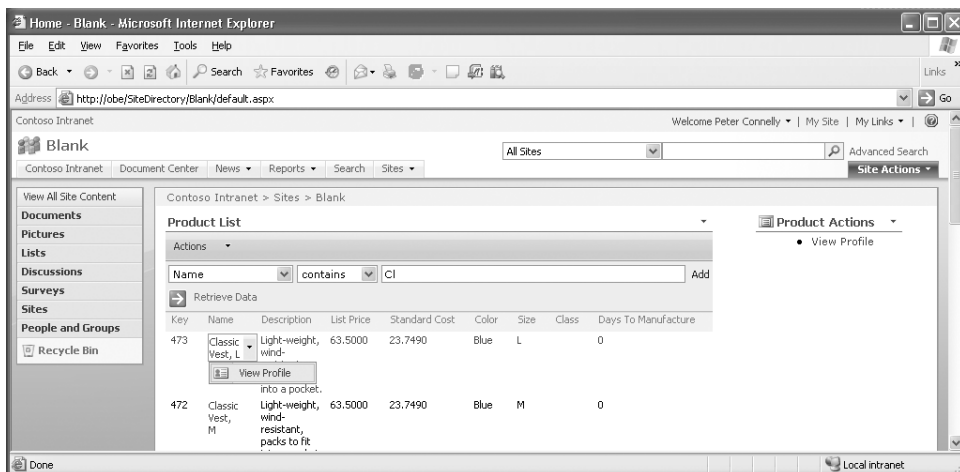 Home - Blank - Microsoft Internet Explorer
File Edit View Favorites Tools Help
Back Search Favorites Links »
Address http://obe/SiteDirectory/Blank/default.aspx Go
Contoso Intranet Welcome Peter Connelly | My Site | My Links |
Blank All Sites Advanced Search
Contoso Intranet Document Center News Reports Search Sites Site Actions
View All Site Content
Documents
Pictures
Lists
Discussions
Surveys
Sites
People and Groups
Recycle Bin
Contoso Intranet > Sites > Blank
Product List
Actions
Name contains Cl Add
Retrieve Data
Key Name Description List Price Standard Cost Color Size Class Days To Manufacture
473 Classic Light-weight, 63.5000 23.7490 Blue L 0
Vest, L wind-
View Profile
into a pocket.
472 Classic Light-weight, 63.5000 23.7490 Blue M 0
Vest, wind-
M resistant,
packs to fit
Product Actions
• View Profile
Done Local intranet